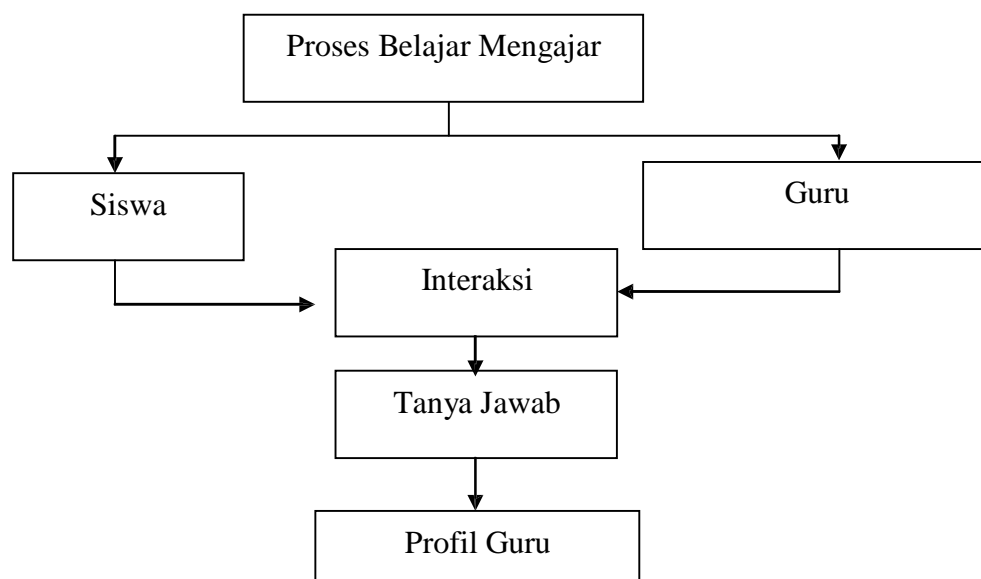 Proses Belajar Mengajar
Siswa
Guru
Interaksi
Tanya Jawab
Profil Guru